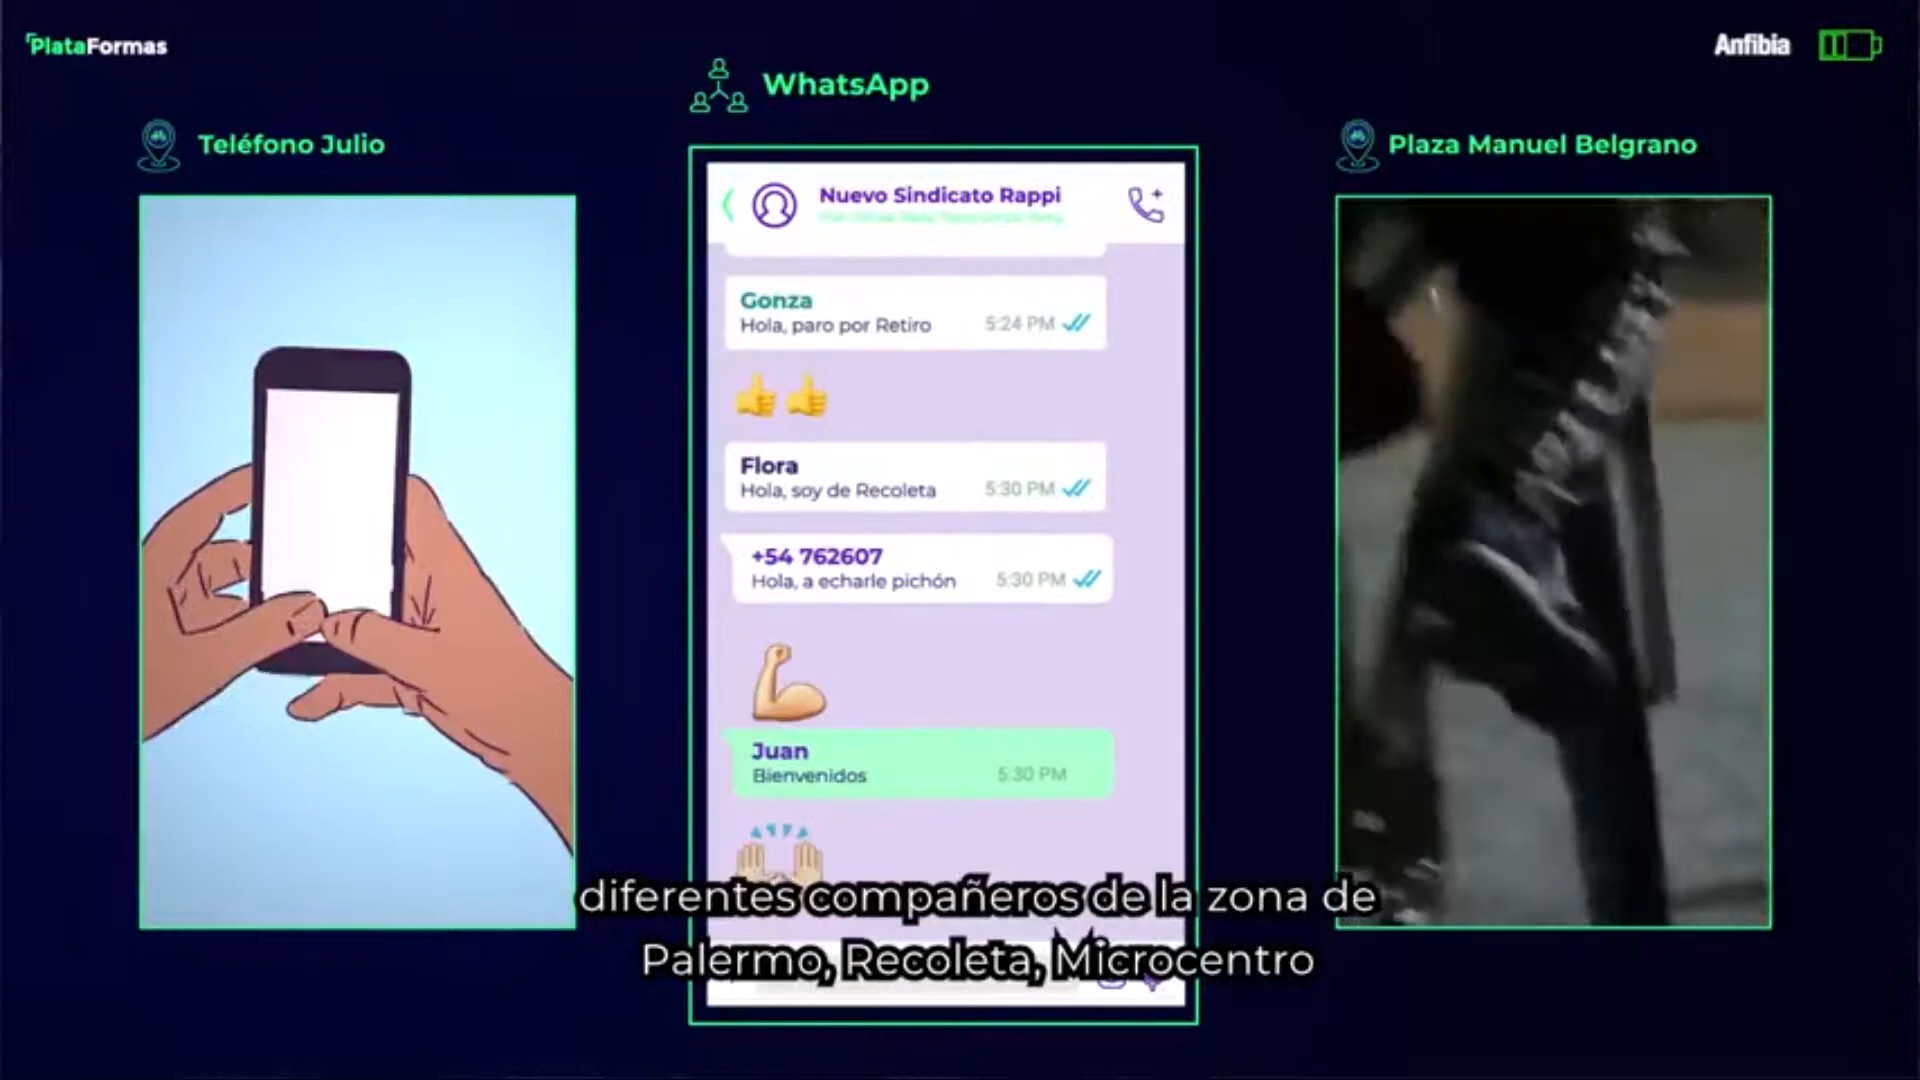 PlataFormas
Anfibia
WhatsApp
Teléfono Julio
Plaza Manuel Belgrano
Nuevo Sindicato Rappi
Gonza
Hola, paro por Retiro 5:24 PM
Flora
Hola, soy de Recoleta 5:30 PM
+54 762607
Hola, a echarle pichón 5:30 PM
Juan
Bienvenidos 5:30 PM
diferentes compañeros de la zona de
Palermo, Recoleta, Microcentro